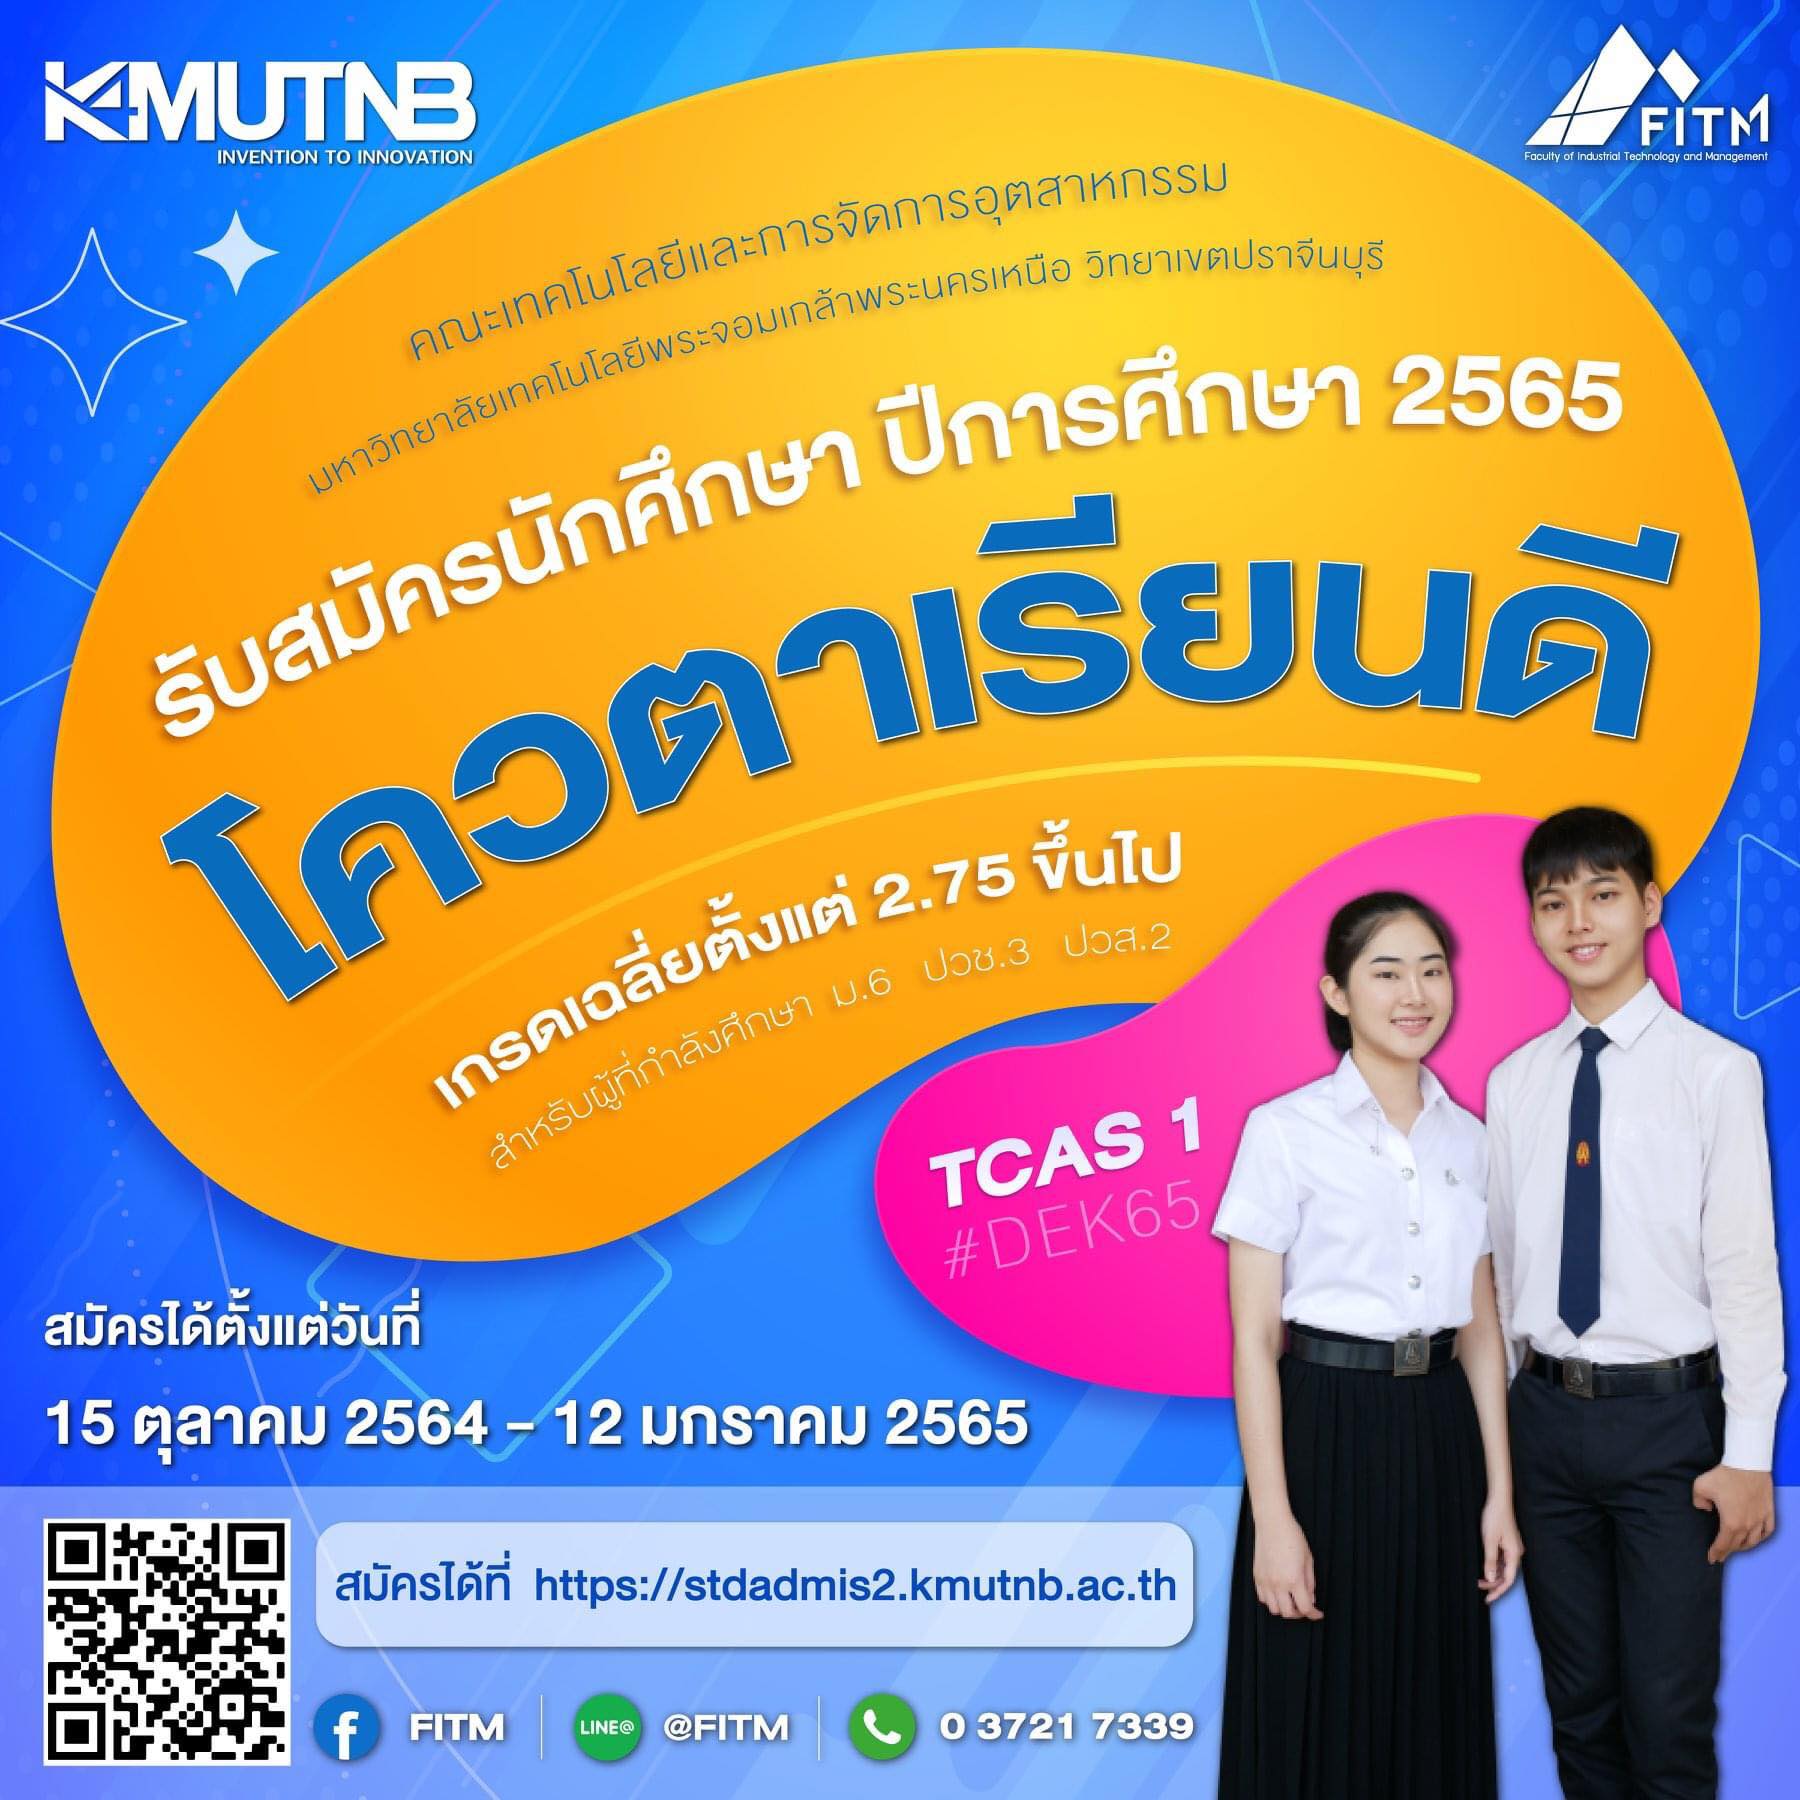 KMUTNB
INVENTION TO INNOVATION
FITM
Faculty of Industrial Technology and Management
คณะเทคโนโลยีและการจัดการอุตสาหกรรม
มหาวิทยาลัยเทคโนโลยีพระจอมเกล้าพระนครเหนือ วิทยาเขตปราจีนบุรี
รับสมัครนักศึกษา ปีการศึกษา 2565
โควตาเรียนดี
เกรดเฉลี่ยตั้งแต่ 2.75 ขึ้นไป
สำหรับผู้ที่กำลังศึกษา ม.6 ปวช.3 ปวส.2
TCAS 1
#DEK65
สมัครได้ตั้งแต่วันที่
15 ตุลาคม 2564 - 12 มกราคม 2565
สมัครได้ที่ https://stdadmis2.kmutnb.ac.th
f FITM LINE@ @FITM 0 3721 7339